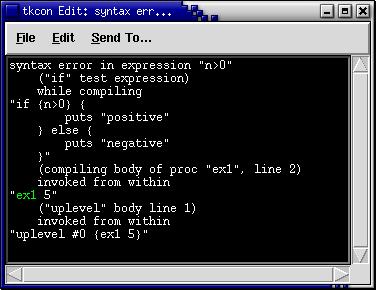 tkcon Edit: syntax err...
File Edit Send To...
syntax error in expression "n>0"
    ("if" test expression)
    while compiling
"if {n>0} {
        puts "positive"
    } else {
        puts "negative"
    }"
    (compiling body of proc "ex1", line 2)
    invoked from within
"ex1 5"
    ("uplevel" body line 1)
    invoked from within
"uplevel #0 {ex1 5}"